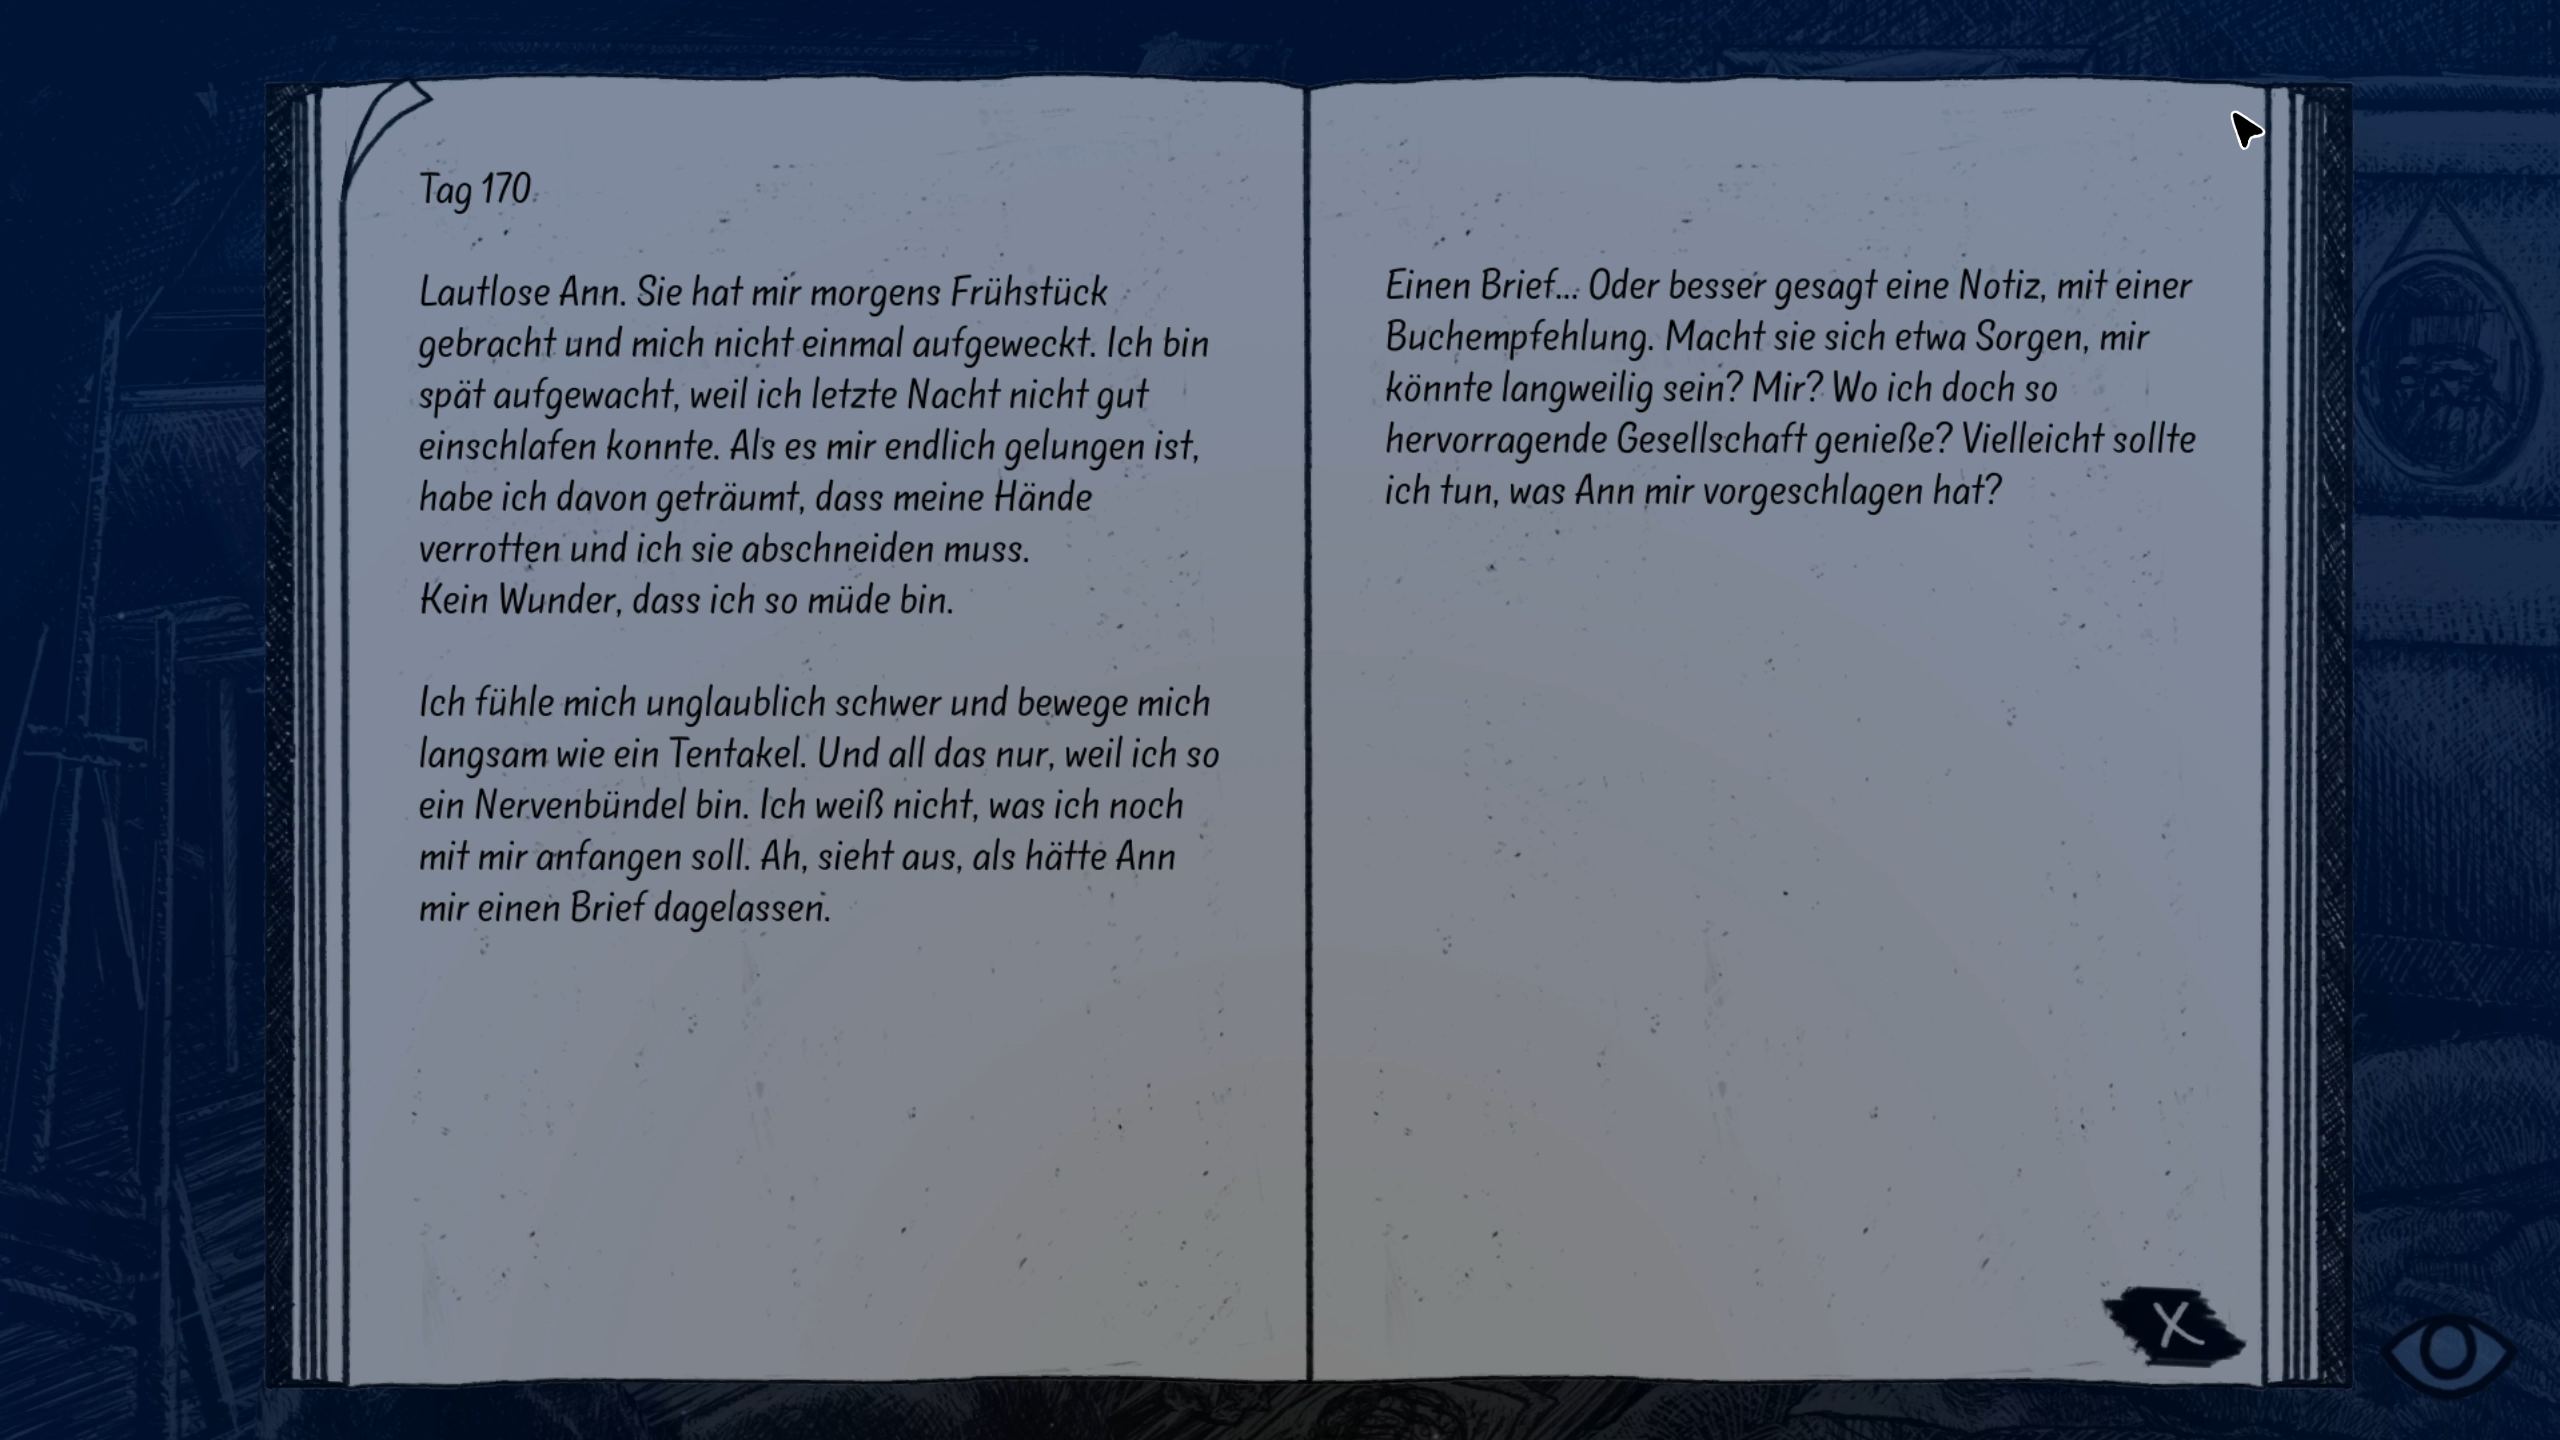 Tag 170
Lautlose Ann. Sie hat mir morgens Frühstück
gebracht und mich nicht einmal aufgeweckt. Ich bin
spät aufgewacht, weil ich letzte Nacht nicht gut
einschlafen konnte. Als es mir endlich gelungen ist,
habe ich davon geträumt, dass meine Hände
verrotten und ich sie abschneiden muss.
Kein Wunder, dass ich so müde bin.
Ich fühle mich unglaublich schwer und bewege mich
langsam wie ein Tentakel. Und all das nur, weil ich so
ein Nervenbündel bin. Ich weiß nicht, was ich noch
mit mir anfangen soll. Ah, sieht aus, als hätte Ann
mir einen Brief dagelassen.
Einen Brief... Oder besser gesagt eine Notiz, mit einer
Buchempfehlung. Macht sie sich etwa Sorgen, mir
könnte langweilig sein? Mir? Wo ich doch so
hervorragende Gesellschaft genieße? Vielleicht sollte
ich tun, was Ann mir vorgeschlagen hat?
X